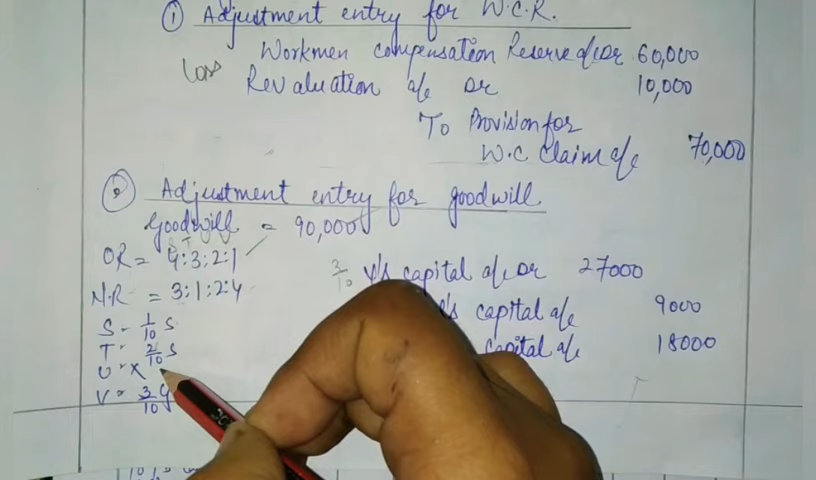 ① Adjustment entry for W.C.R.
Workmen compensation Reserve a/c Dr 60,000
Loss
Revaluation a/c Dr 10,000
To Provision for
W.C. Claim a/c 70,000
② Adjustment entry for goodwill
Goodwill = 90,000
S T U V
OR = 4:3:2:1
N.R = 3:1:2:4
3/10 V's capital a/c Dr 27000
's capital a/c 9000
capital a/c 18000
S - 1/10 S
T - 2/10 S
U - X
V = 3/10 G